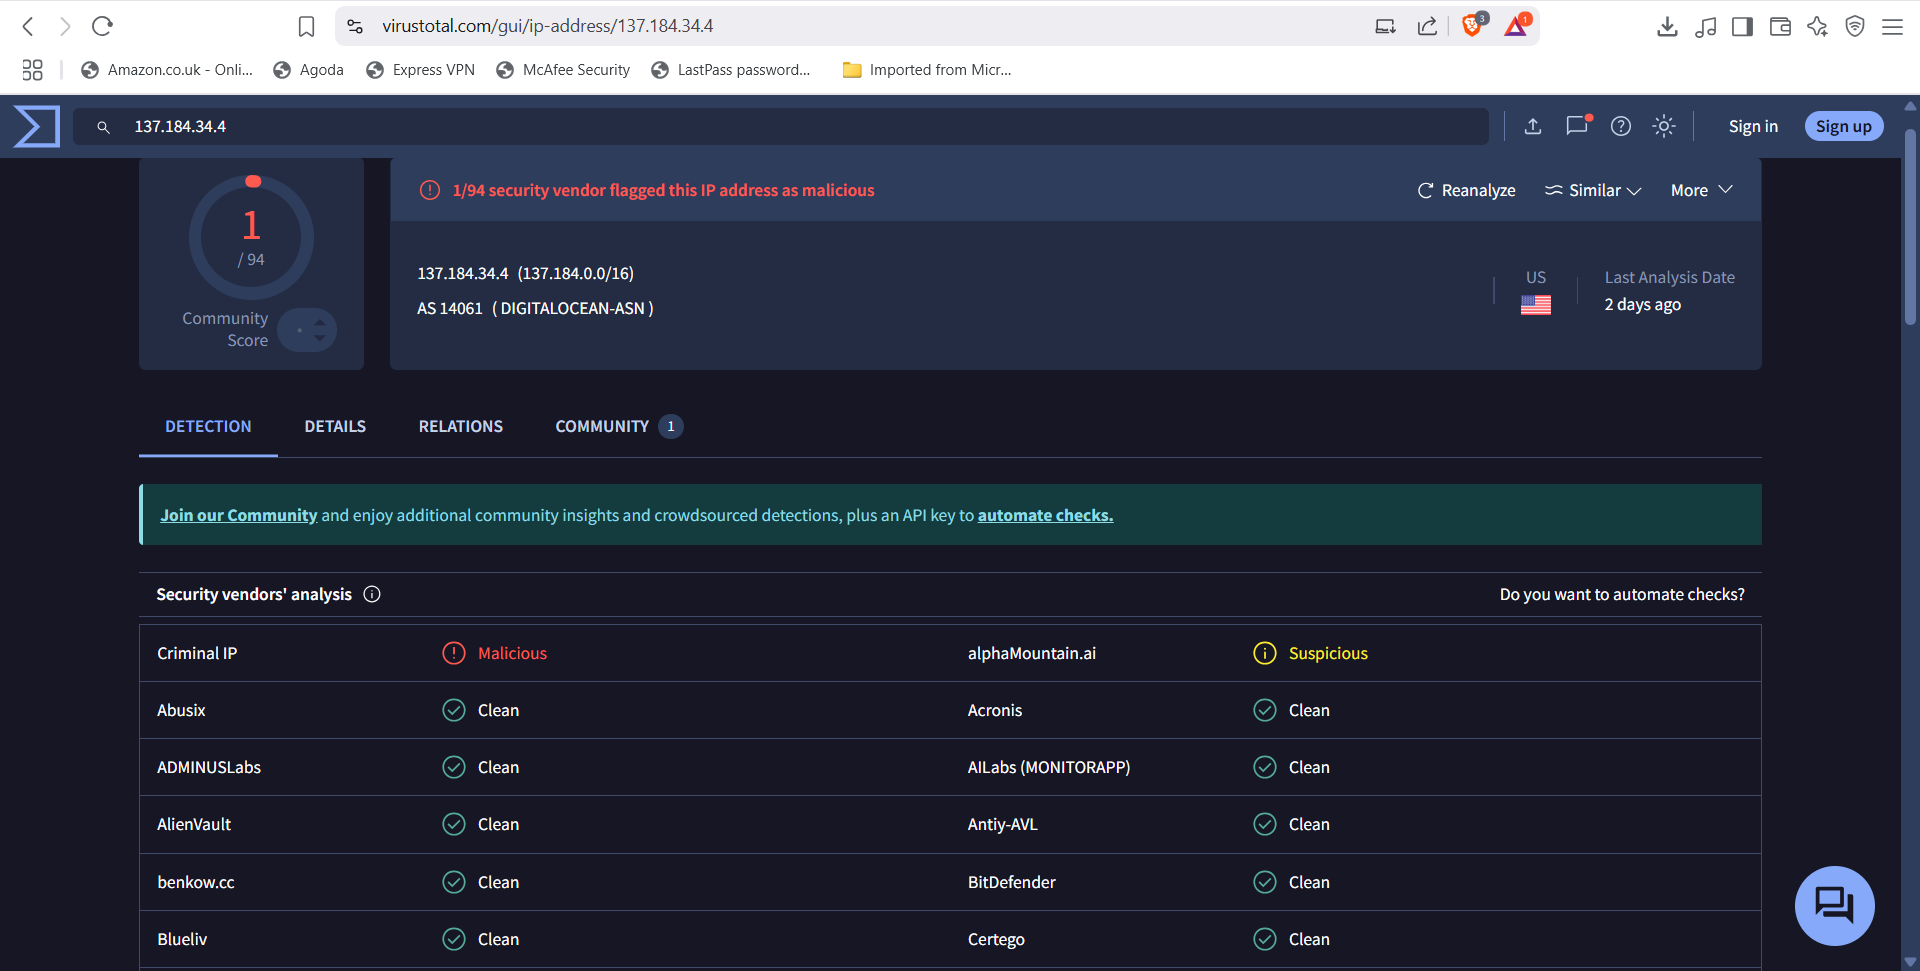 virustotal.com/gui/ip-address/137.184.34.4
3
1
Amazon.co.uk - Onli...
Agoda
Express VPN
McAfee Security
LastPass password...
Imported from Micr...
137.184.34.4
Sign in
Sign up
1
/ 94
Community
Score
1/94 security vendor flagged this IP address as malicious
Reanalyze
Similar
More
137.184.34.4 (137.184.0.0/16)
AS 14061 ( DIGITALOCEAN-ASN )
US
Last Analysis Date
2 days ago
DETECTION
DETAILS
RELATIONS
COMMUNITY 1
Join our Community and enjoy additional community insights and crowdsourced detections, plus an API key to automate checks.
Security vendors' analysis
Do you want to automate checks?
Criminal IP Malicious alphaMountain.ai Suspicious
Abusix Clean Acronis Clean
ADMINUSLabs Clean AILabs (MONITORAPP) Clean
AlienVault Clean Antiy-AVL Clean
benkow.cc Clean BitDefender Clean
Blueliv Clean Certego Clean